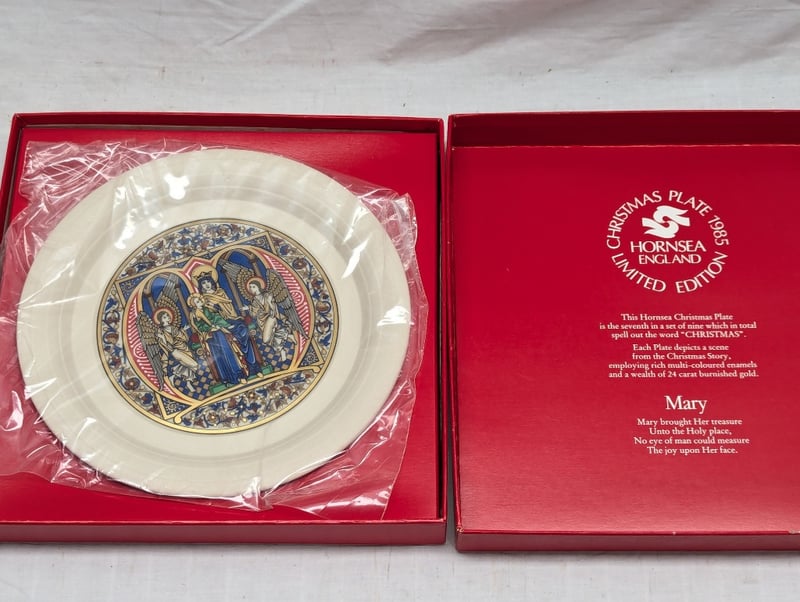 CHRISTMAS PLATE 1985
HORNSEA
ENGLAND
LIMITED EDITION
This Hornsea Christmas Plate
is the seventh in a set of nine which in total
spell out the word "CHRISTMAS".
Each Plate depicts a scene
from the Christmas Story,
employing rich multi-coloured enamels
and a wealth of 24 carat burnished gold.
Mary
Mary brought Her treasure
Unto the Holy place,
No eye of man could measure
The joy upon Her face.